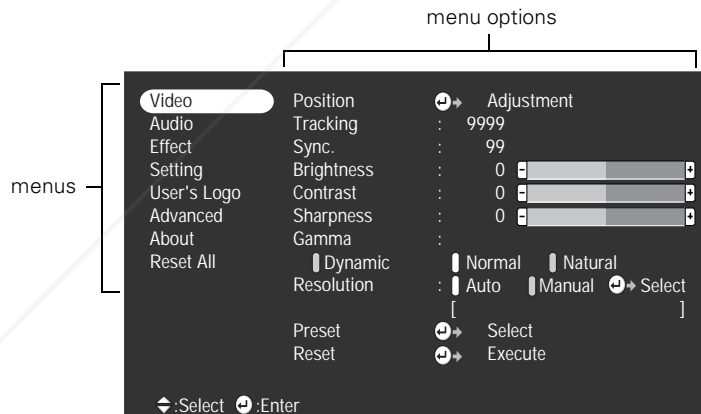 menu options
menus
Video Position Adjustment
Audio Tracking : 9999
Effect Sync. : 99
Setting Brightness : 0 - +
User's Logo Contrast : 0 - +
Advanced Sharpness : 0 - +
About Gamma :
Reset All Dynamic Normal Natural
Resolution : Auto Manual Select
[ ]
Preset Select
Reset Execute
:Select :Enter